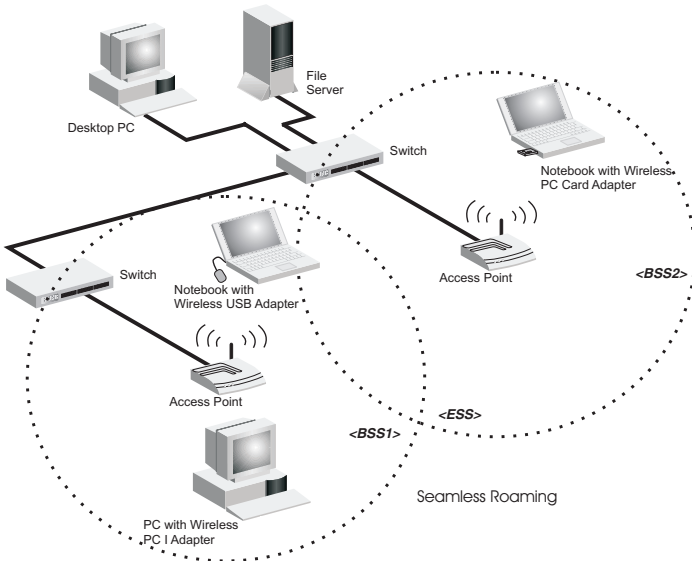 File
Server
Desktop PC
Switch
Notebook with Wireless
PC Card Adapter
Switch
Notebook with
Wireless USB Adapter
Access Point
<BSS2>
Access Point
<ESS>
<BSS1>
Seamless Roaming
PC with Wireless
PC I Adapter